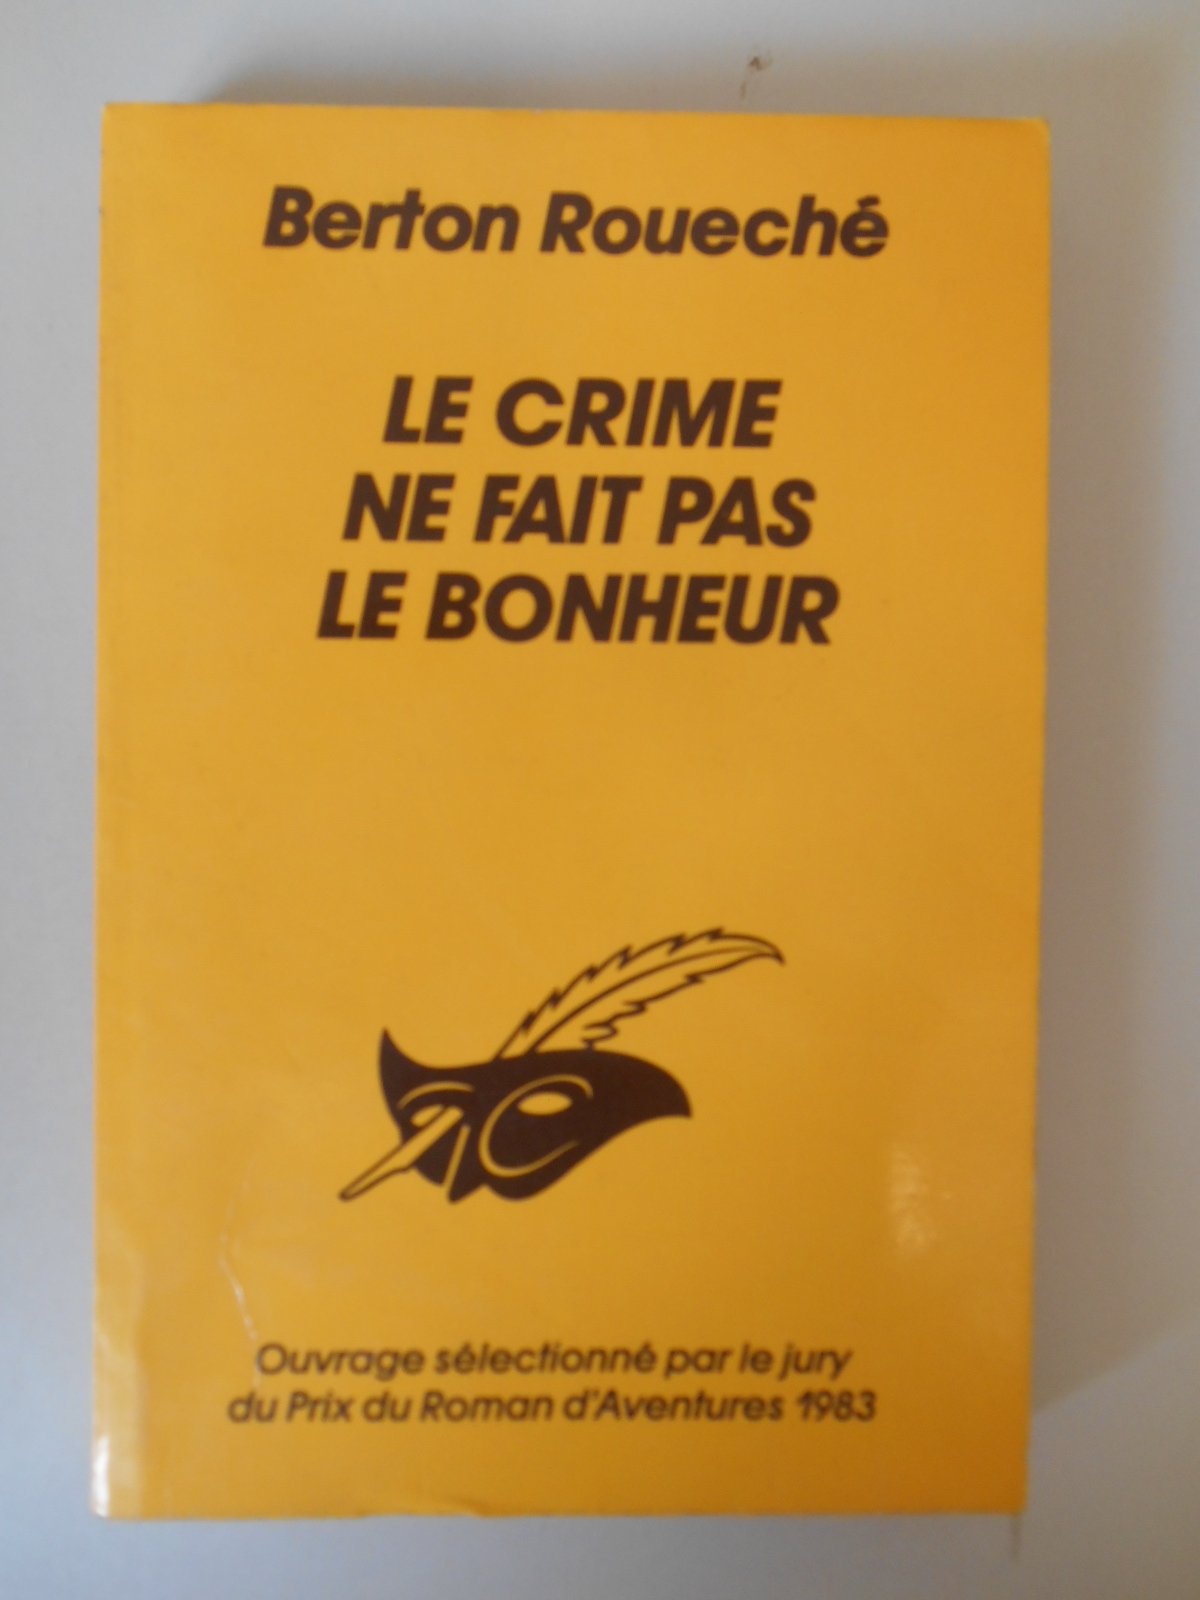 Berton Roueché
LE CRIME
NE FAIT PAS
LE BONHEUR
Ouvrage sélectionné par le jury
du Prix du Roman d'Aventures 1983